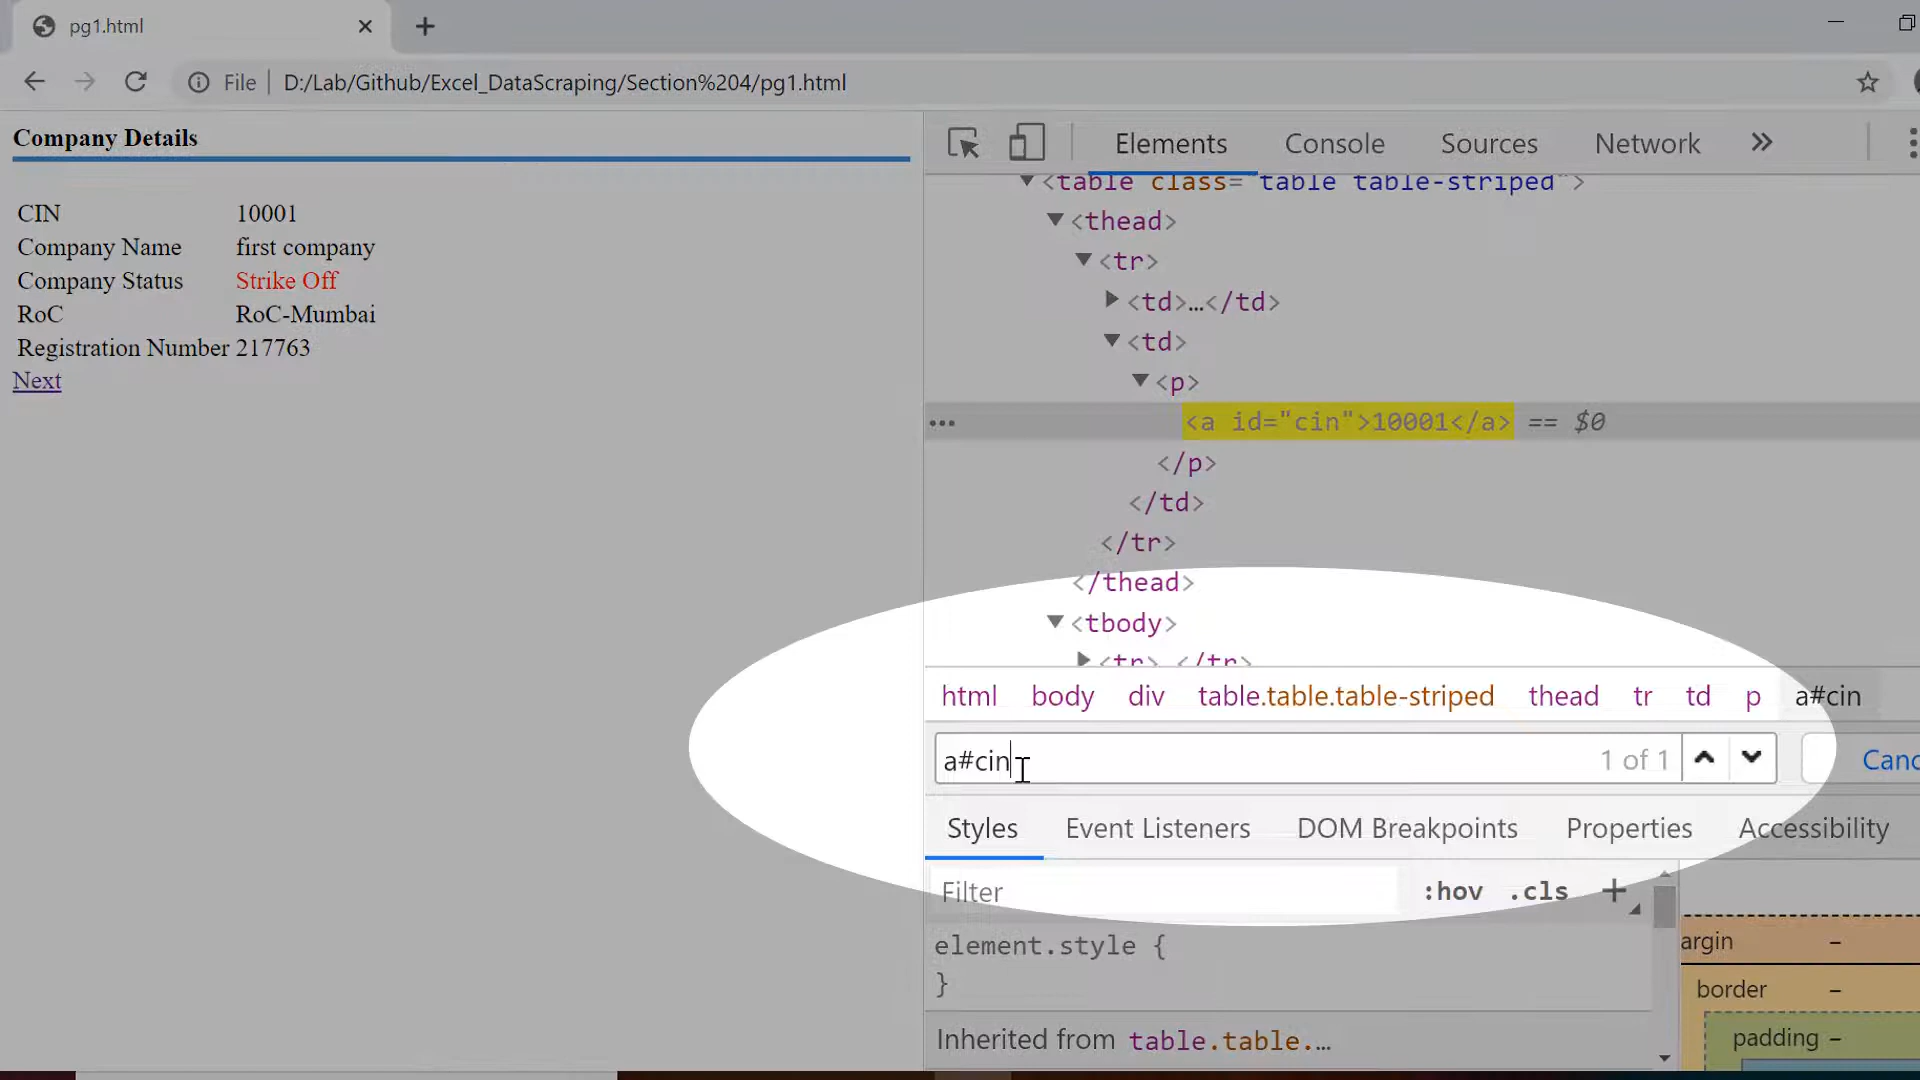 pg1.html
File | D:/Lab/Github/Excel_DataScraping/Section%204/pg1.html
Company Details
CIN 10001
Company Name first company
Company Status Strike Off
RoC RoC-Mumbai
Registration Number 217763
Next
Elements Console Sources Network »
<table class="table table-striped">
<thead>
<tr>
<td>…</td>
<td>
<p>
… <a id="cin">10001</a> == $0
</p>
</td>
</tr>
</thead>
<tbody>
<tr> </tr>
html body div table.table.table-striped thead tr td p a#cin
a#cin 1 of 1 Canc
Styles Event Listeners DOM Breakpoints Properties Accessibility
Filter :hov .cls +
element.style {
}
Inherited from table.table.…
argin –
border –
padding –